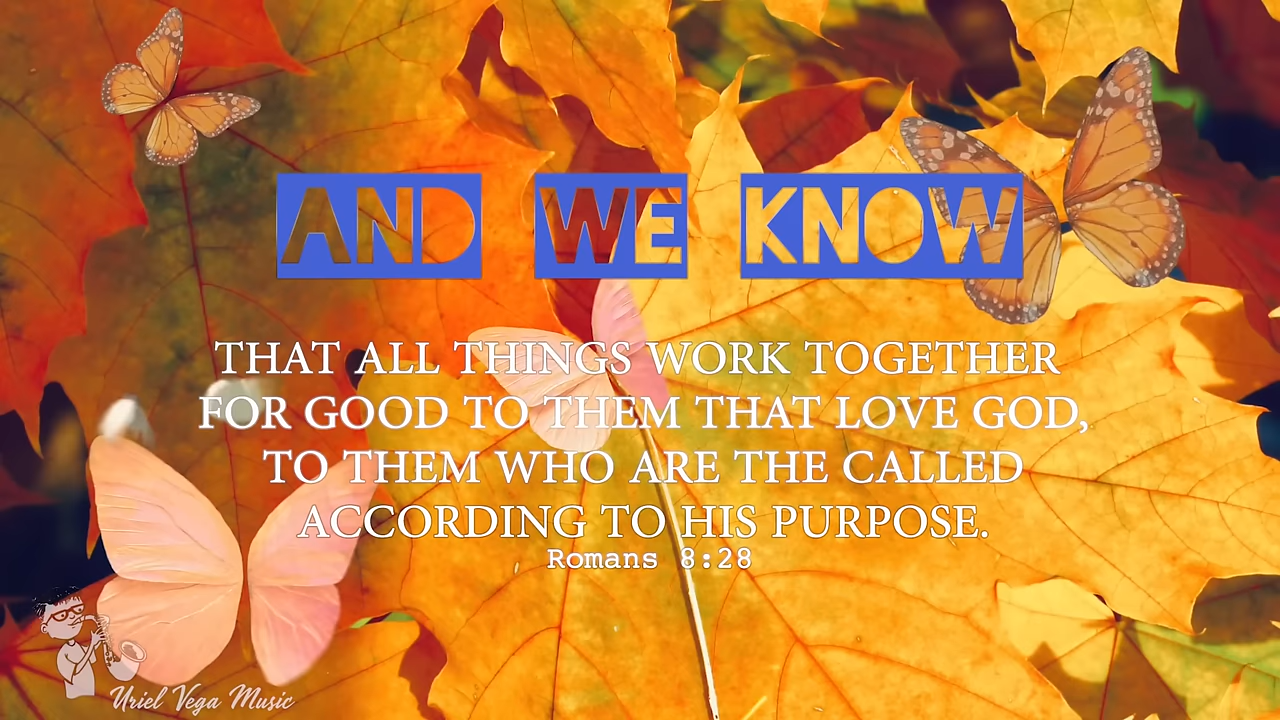 AND WE KNOW
THAT ALL THINGS WORK TOGETHER
FOR GOOD TO THEM THAT LOVE GOD,
TO THEM WHO ARE THE CALLED
ACCORDING TO HIS PURPOSE.
Romans 8:28
Uriel Vega Music